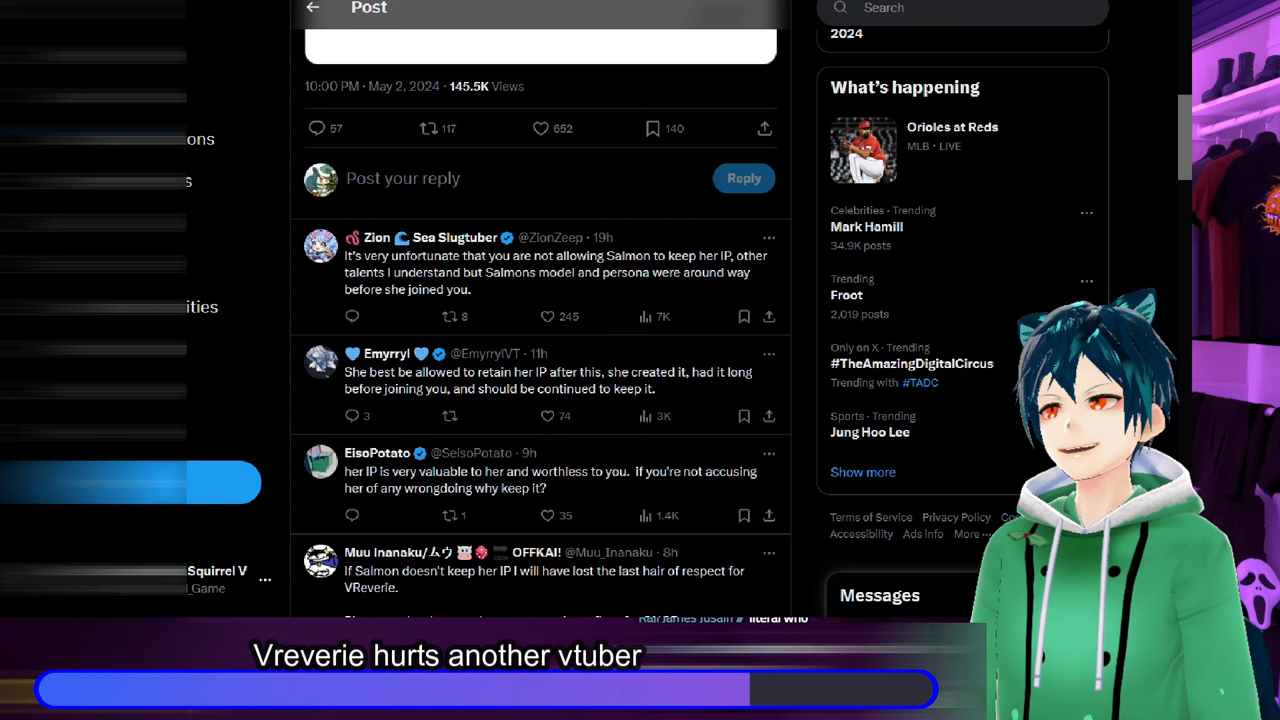 Post
10:00 PM · May 2, 2024 · 145.5K Views
57 117 652 140
Post your reply
Reply
Zion Sea Slugtuber @ZionZeep · 19h
It's very unfortunate that you are not allowing Salmon to keep her IP, other
talents I understand but Salmons model and persona were around way
before she joined you.
8 245 7K
Emyrryl @EmyrrylVT · 11h
She best be allowed to retain her IP after this, she created it, had it long
before joining you, and should be continued to keep it.
3 74 3K
EisoPotato @SeisoPotato · 9h
her IP is very valuable to her and worthless to you. if you're not accusing
her of any wrongdoing why keep it?
1 35 1.4K
Muu Inanaku/ムウ OFFKAI! @Muu_Inanaku · 8h
If Salmon doesn't keep her IP I will have lost the last hair of respect for
VReverie.
Search
2024
What's happening
Orioles at Reds
MLB · LIVE
Celebrities · Trending
Mark Hamill
34.9K posts
Trending
Froot
2,019 posts
Only on X · Trending
#TheAmazingDigitalCircus
Trending with #TADC
Sports · Trending
Jung Hoo Lee
Show more
Terms of Service Privacy Policy
Accessibility Ads info More
Messages
ons
s
ities
Squirrel V
_Game
literal who
Vreverie hurts another vtuber